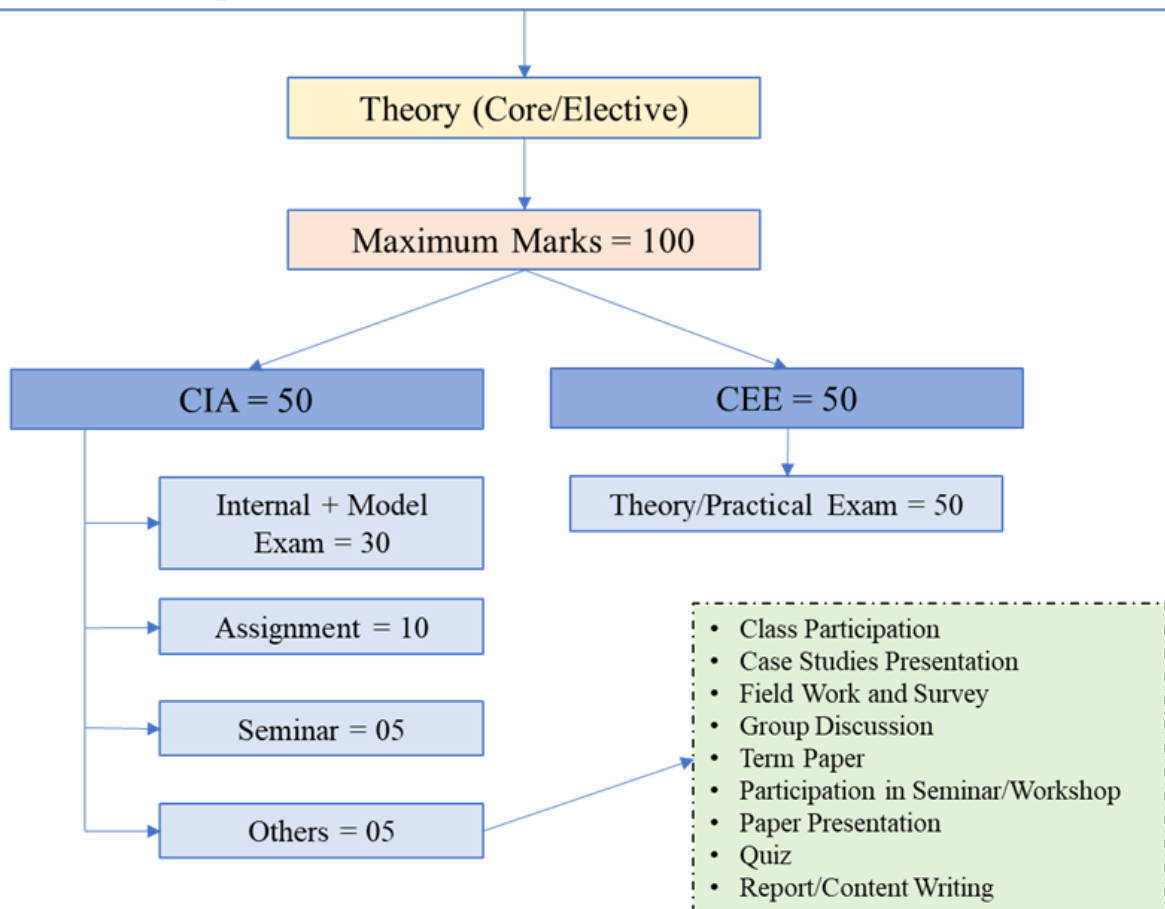 Theory (Core/Elective)
Maximum Marks = 100
CIA = 50
CEE = 50
Internal + Model
Exam = 30
Theory/Practical Exam = 50
Assignment = 10
Seminar = 05
Others = 05
• Class Participation
• Case Studies Presentation
• Field Work and Survey
• Group Discussion
• Term Paper
• Participation in Seminar/Workshop
• Paper Presentation
• Quiz
• Report/Content Writing